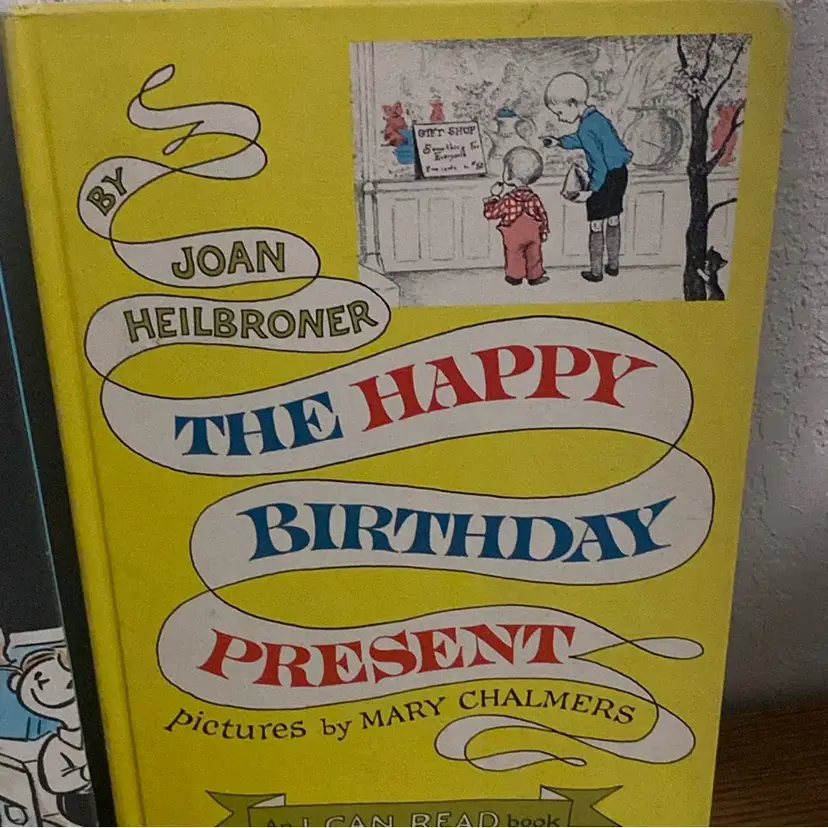 BY
JOAN
HEILBRONER
GIFT SHOP
Something for
Everybody
THE HAPPY
BIRTHDAY
PRESENT
pictures by MARY CHALMERS
An I CAN READ book